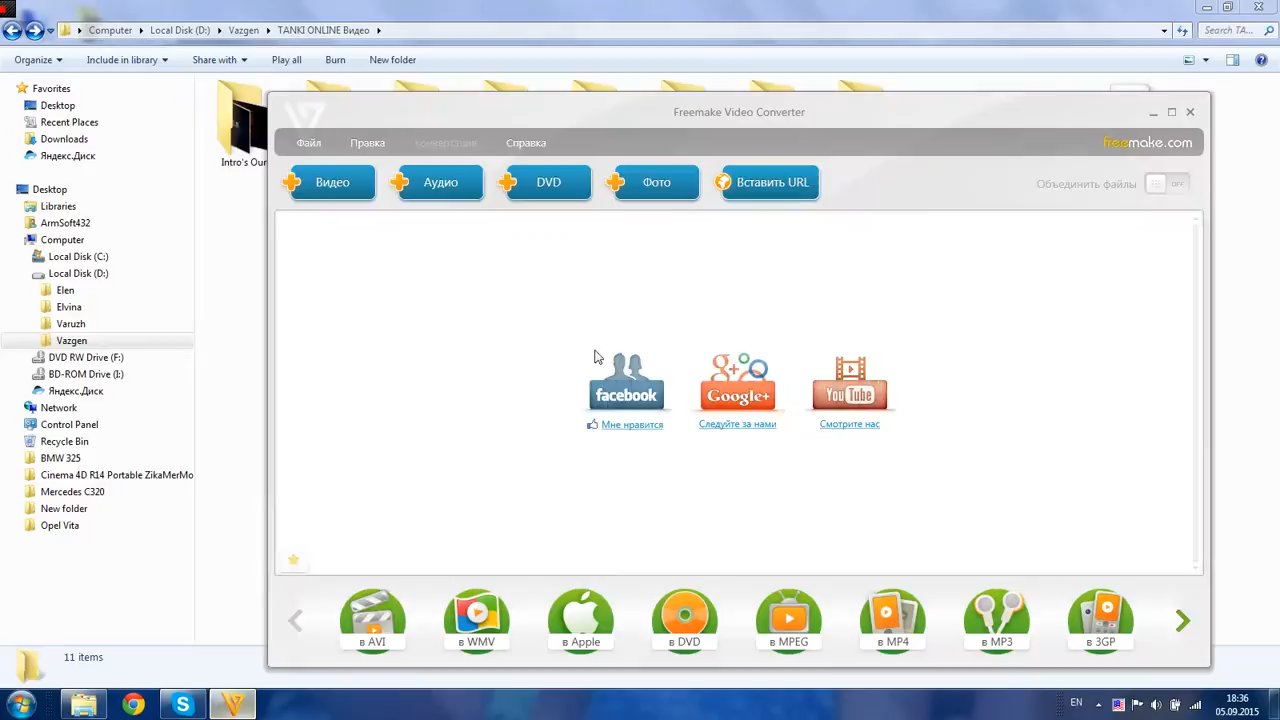 Computer Local Disk (D:) Vazgen TANKI ONLINE Видео
Search TA...
Organize Include in library Share with Play all Burn New folder
Favorites
Desktop
Recent Places
Downloads
Яндекс.Диск
Desktop
Libraries
ArmSoft432
Computer
Local Disk (C:)
Local Disk (D:)
Elen
Elvina
Varuzh
Vazgen
DVD RW Drive (F:)
BD-ROM Drive (I:)
Яндекс.Диск
Network
Control Panel
Recycle Bin
BMW 325
Cinema 4D R14 Portable ZikaMerMo
Mercedes C320
New folder
Opel Vita
Intro's Our
Freemake Video Converter
Файл Правка Конверсация Справка
freemake.com
Видео Аудио DVD Фото Вставить URL
Объединить файлы OFF
facebook Google+ YouTube
Мне нравится Следуйте за нами Смотрите нас
в AVI в WMV в Apple в DVD в MPEG в MP4 в MP3 в 3GP
11 items
EN
18:36
05.09.2015